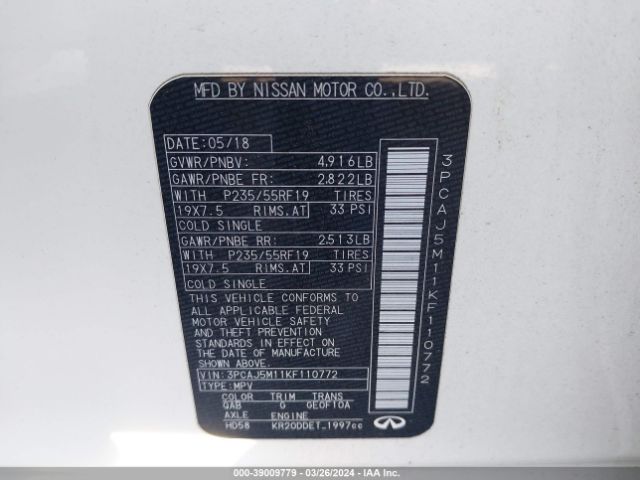 MFD BY NISSAN MOTOR CO.,LTD.
DATE:05/18
GVWR/PNBV: 4,916LB
GAWR/PNBE FR: 2,822LB
WITH P235/55RF19 TIRES
19X7.5 RIMS.AT 33 PSI
COLD SINGLE
GAWR/PNBE RR: 2,513LB
WITH P235/55RF19 TIRES
19X7.5 RIMS.AT 33 PSI
COLD SINGLE
THIS VEHICLE CONFORMS TO
ALL APPLICABLE FEDERAL
MOTOR VEHICLE SAFETY
AND THEFT PREVENTION
STANDARDS IN EFFECT ON
THE DATE OF MANUFACTURE
SHOWN ABOVE.
VIN: 3PCAJ5M11KF110772
TYPE:MPV
COLOR TRIM TRANS
QAB G GE0F10A
AXLE ENGINE
HD58 KR20DDET 1997cc
3PCAJ5M11KF110772
INFINITI
000-39009779 - 03/26/2024 - IAA Inc.